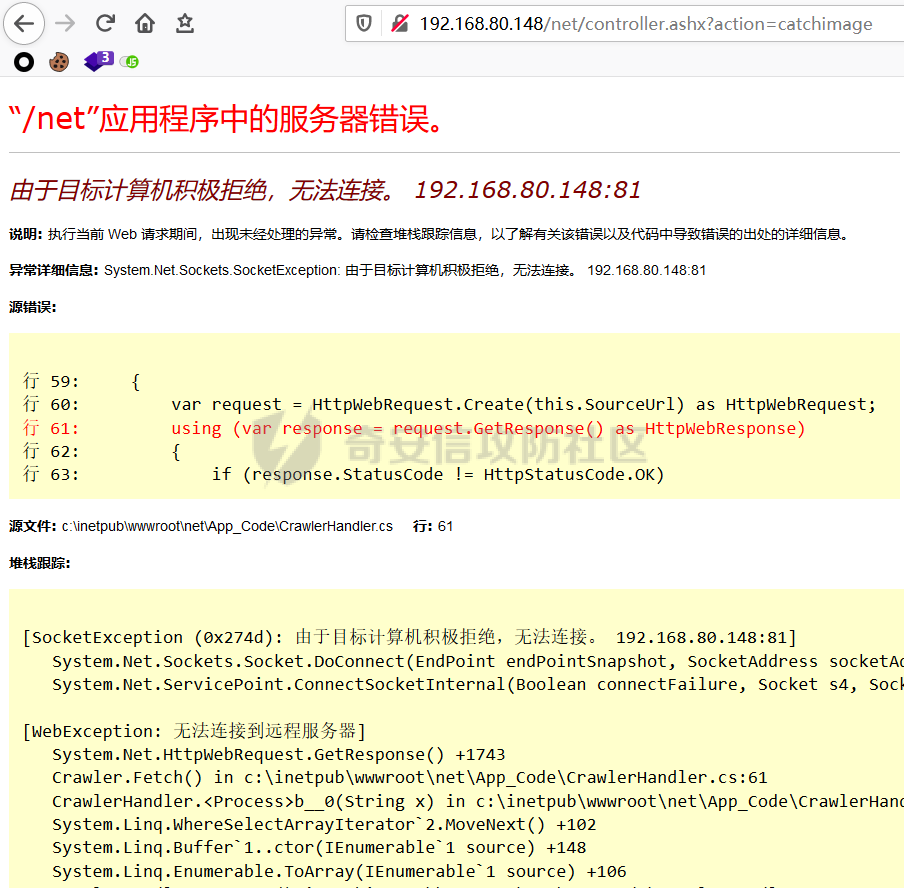 192.168.80.148/net/controller.ashx?action=catchimage
3
JS
“/net”应用程序中的服务器错误。
由于目标计算机积极拒绝，无法连接。 192.168.80.148:81
说明: 执行当前 Web 请求期间，出现未经处理的异常。请检查堆栈跟踪信息，以了解有关该错误以及代码中导致错误的出处的详细信息。
异常详细信息: System.Net.Sockets.SocketException: 由于目标计算机积极拒绝，无法连接。 192.168.80.148:81
源错误:
行 59:     {
行 60:         var request = HttpWebRequest.Create(this.SourceUrl) as HttpWebRequest;
行 61:         using (var response = request.GetResponse() as HttpWebResponse)
行 62:         {
行 63:             if (response.StatusCode != HttpStatusCode.OK)
奇安信攻防社区
源文件: c:\inetpub\wwwroot\net\App_Code\CrawlerHandler.cs    行: 61
堆栈跟踪:
[SocketException (0x274d): 由于目标计算机积极拒绝，无法连接。 192.168.80.148:81]
   System.Net.Sockets.Socket.DoConnect(EndPoint endPointSnapshot, SocketAddress socketAd
   System.Net.ServicePoint.ConnectSocketInternal(Boolean connectFailure, Socket s4, Sock
[WebException: 无法连接到远程服务器]
   System.Net.HttpWebRequest.GetResponse() +1743
   Crawler.Fetch() in c:\inetpub\wwwroot\net\App_Code\CrawlerHandler.cs:61
   CrawlerHandler.<Process>b__0(String x) in c:\inetpub\wwwroot\net\App_Code\CrawlerHand
   System.Linq.WhereSelectArrayIterator`2.MoveNext() +102
   System.Linq.Buffer`1..ctor(IEnumerable`1 source) +148
   System.Linq.Enumerable.ToArray(IEnumerable`1 source) +106